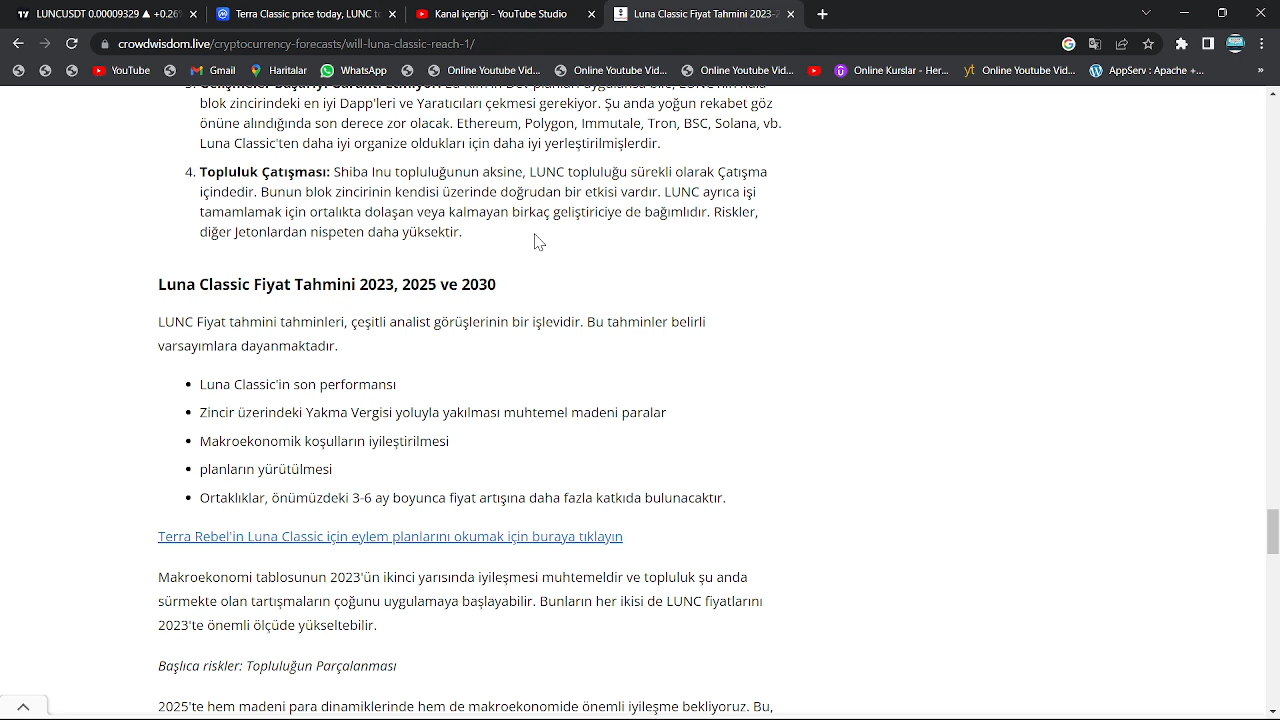 LUNCUSDT 0.00009329 ▲ +0.26
Terra Classic price today, LUNC to
Kanal içeriği - YouTube Studio
Luna Classic Fiyat Tahmini 2023-2
crowdwisdom.live/cryptocurrency-forecasts/will-luna-classic-reach-1/
YouTube
Gmail
Haritalar
WhatsApp
Online Youtube Vid...
Online Youtube Vid...
Online Youtube Vid...
Online Kurslar - Her...
Online Youtube Vid...
AppServ : Apache +...
blok zincirindeki en iyi Dapp'leri ve Yaratıcıları çekmesi gerekiyor. Şu anda yoğun rekabet göz
önüne alındığında son derece zor olacak. Ethereum, Polygon, Immutale, Tron, BSC, Solana, vb.
Luna Classic'ten daha iyi organize oldukları için daha iyi yerleştirilmişlerdir.
4. Topluluk Çatışması: Shiba Inu topluluğunun aksine, LUNC topluluğu sürekli olarak Çatışma
içindedir. Bunun blok zincirinin kendisi üzerinde doğrudan bir etkisi vardır. LUNC ayrıca işi
tamamlamak için ortalıkta dolaşan veya kalmayan birkaç geliştiriciye de bağımlıdır. Riskler,
diğer Jetonlardan nispeten daha yüksektir.
Luna Classic Fiyat Tahmini 2023, 2025 ve 2030
LUNC Fiyat tahmini tahminleri, çeşitli analist görüşlerinin bir işlevidir. Bu tahminler belirli
varsayımlara dayanmaktadır.
• Luna Classic'in son performansı
• Zincir üzerindeki Yakma Vergisi yoluyla yakılması muhtemel madeni paralar
• Makroekonomik koşulların iyileştirilmesi
• planların yürütülmesi
• Ortaklıklar, önümüzdeki 3-6 ay boyunca fiyat artışına daha fazla katkıda bulunacaktır.
Terra Rebel'in Luna Classic için eylem planlarını okumak için buraya tıklayın
Makroekonomi tablosunun 2023'ün ikinci yarısında iyileşmesi muhtemeldir ve topluluk şu anda
sürmekte olan tartışmaların çoğunu uygulamaya başlayabilir. Bunların her ikisi de LUNC fiyatlarını
2023'te önemli ölçüde yükseltebilir.
Başlıca riskler: Topluluğun Parçalanması
2025'te hem madeni para dinamiklerinde hem de makroekonomide önemli iyileşme bekliyoruz. Bu,